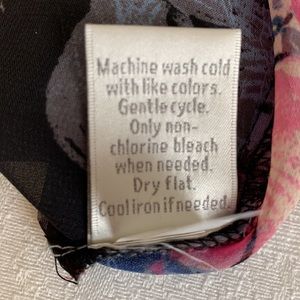 Machine wash cold
with like colors.
Gentle cycle.
Only non-
chlorine bleach
when needed.
Dry flat.
Cool iron if needed.